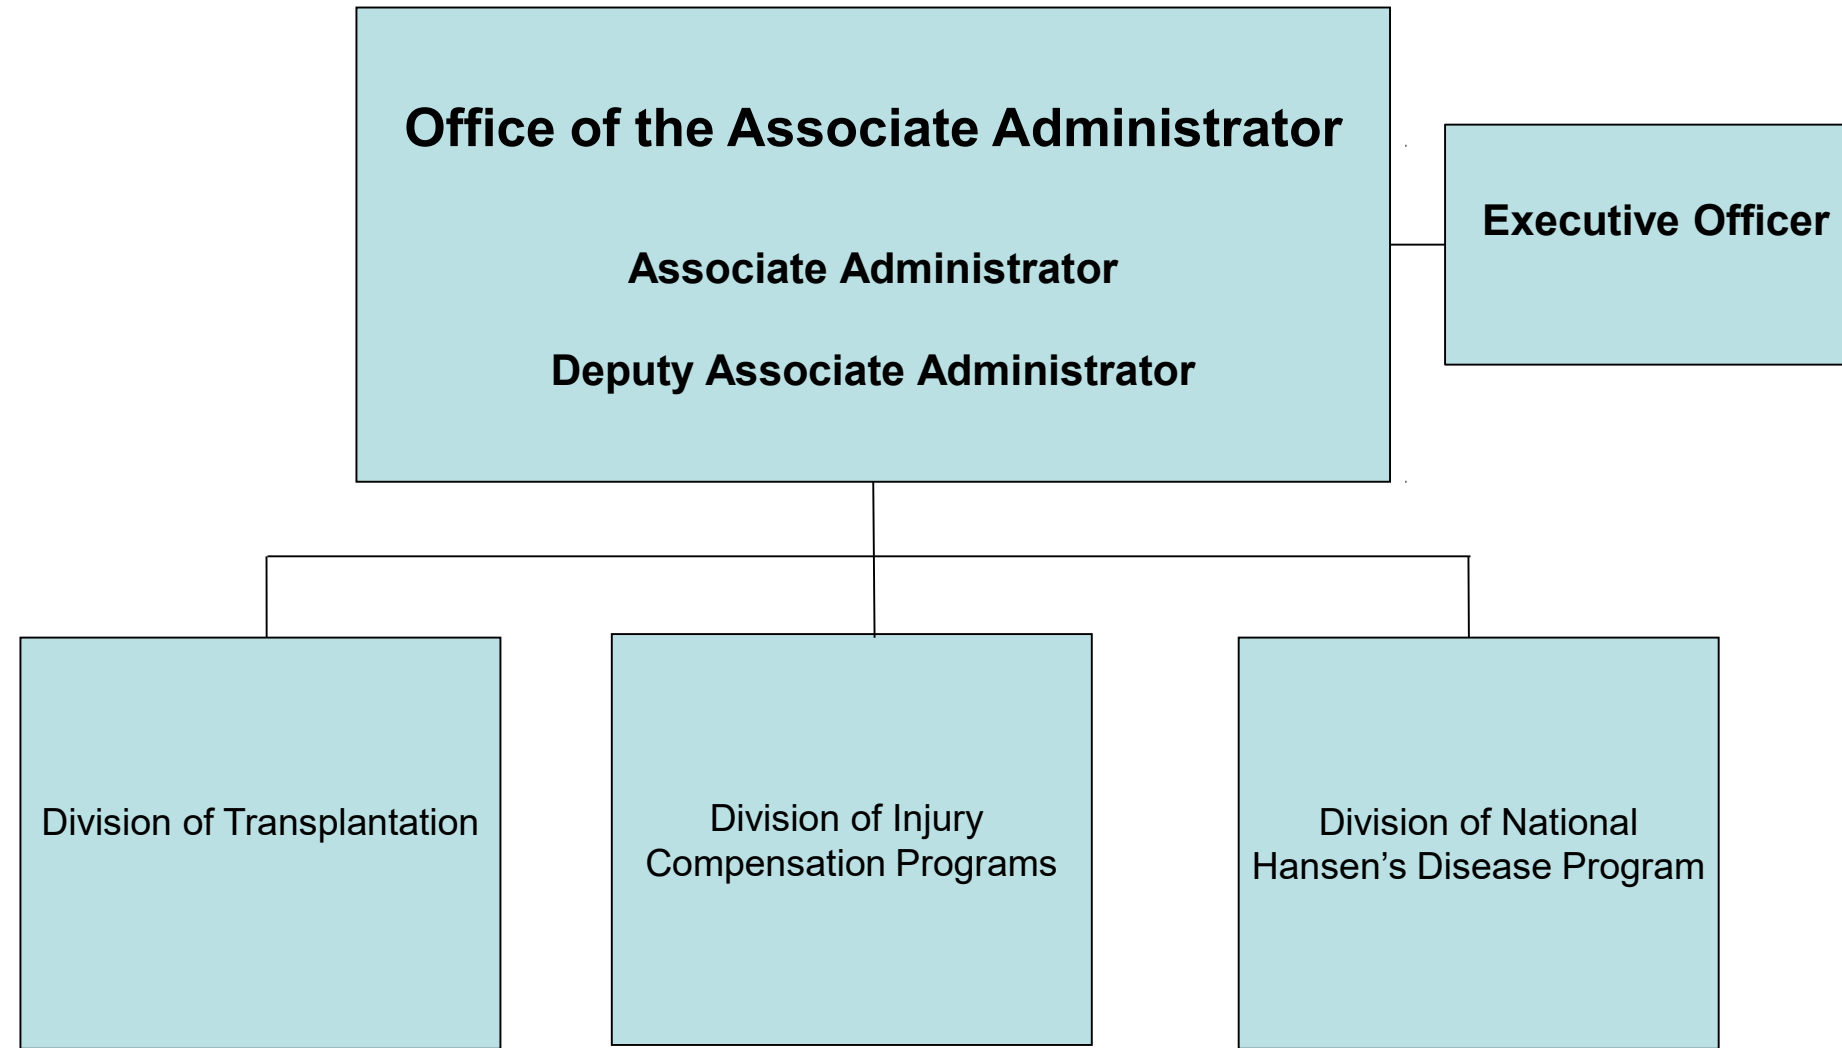 Office of the Associate Administrator
Associate Administrator
Deputy Associate Administrator
Executive Officer
Division of Transplantation
Division of Injury
Compensation Programs
Division of National
Hansen’s Disease Program